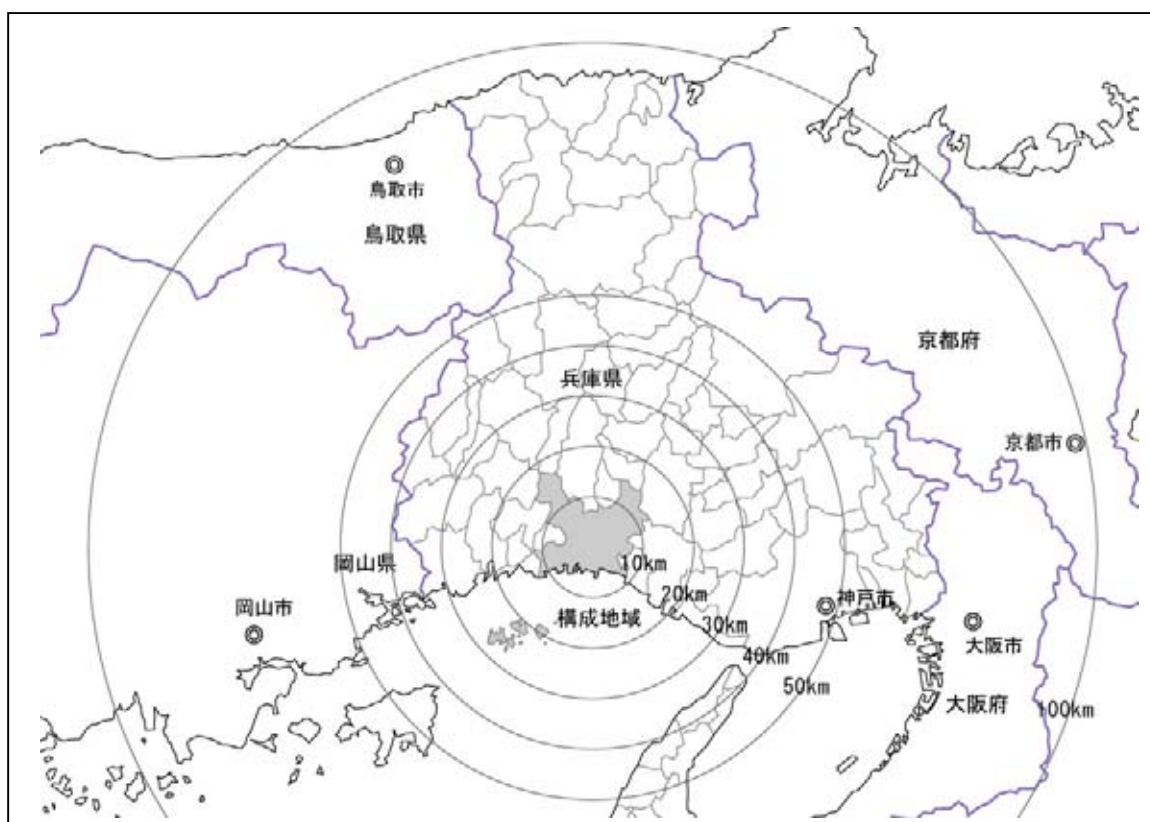 鳥取市
鳥取県
京都府
兵庫県
京都市
岡山県
10km
岡山市
構成地域
20km
神戸市
30km
大阪市
40km
50km
大阪府
100km